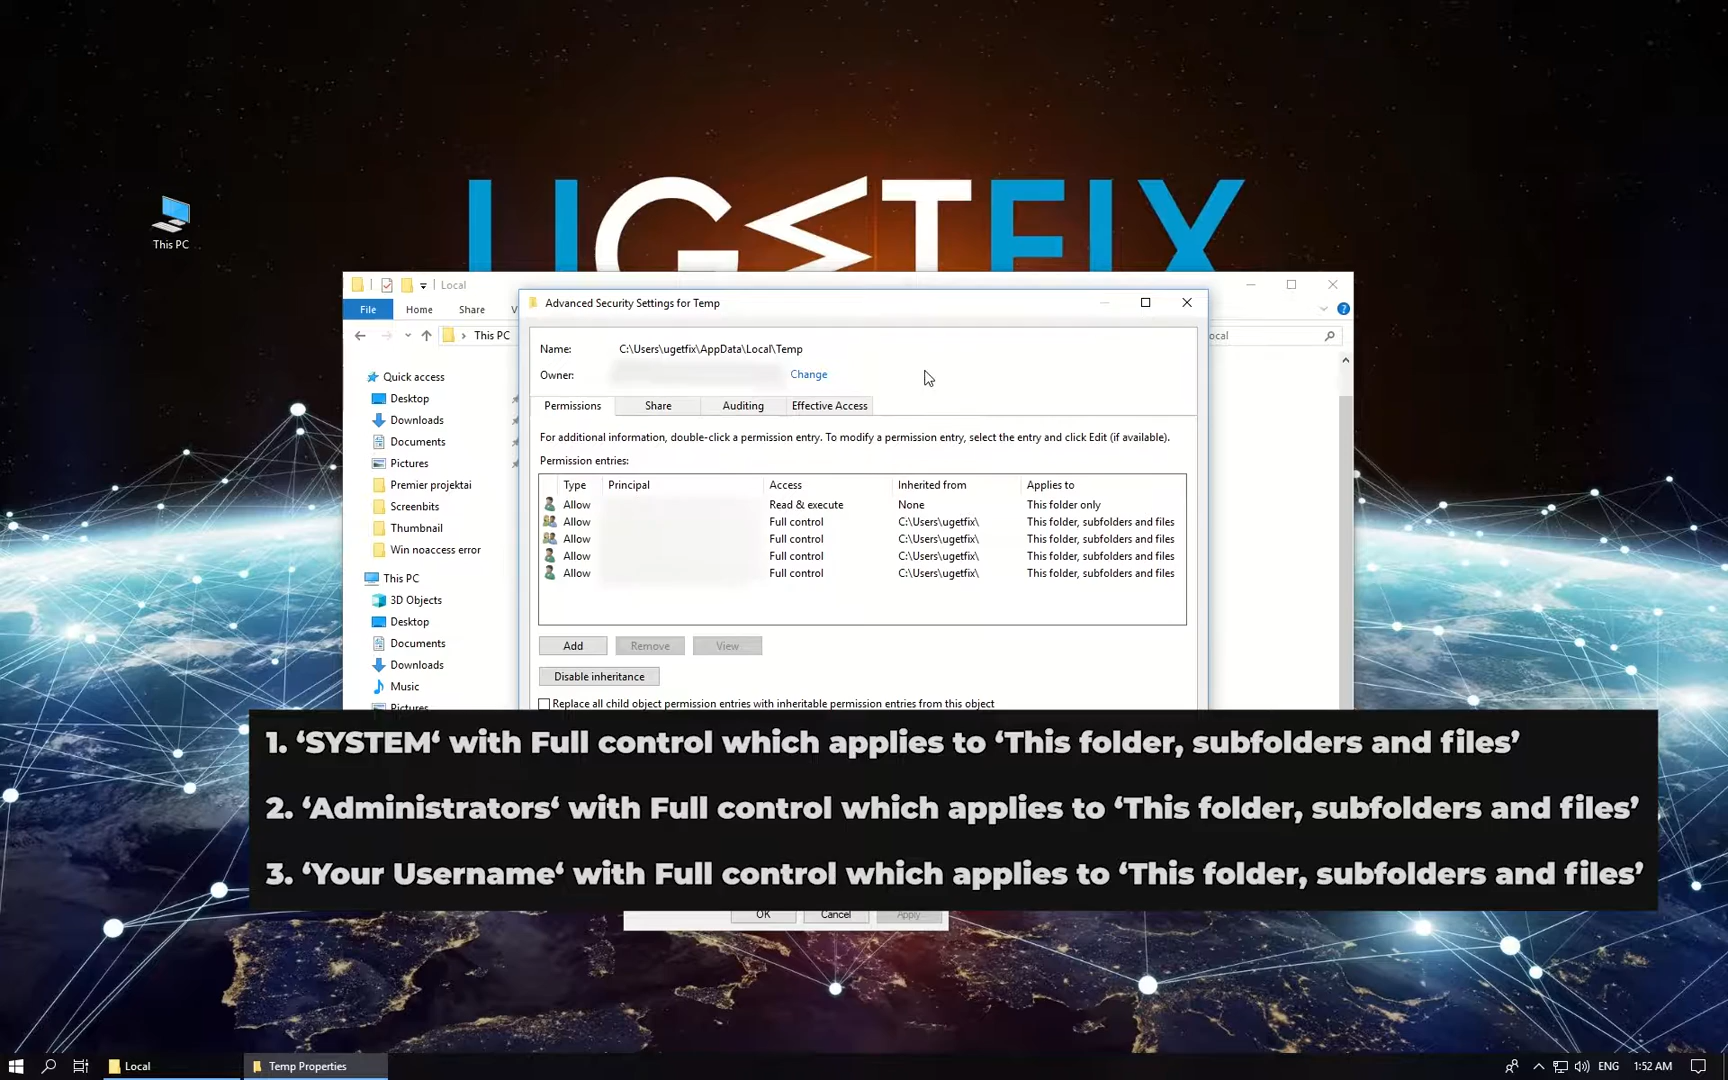 This PC
UGETFIX
Local
File
Home
Share
V
This PC
ocal
Quick access
Desktop
Downloads
Documents
Pictures
Premier projektai
Screenbits
Thumbnail
Win noaccess error
This PC
3D Objects
Desktop
Documents
Downloads
Music
Pictures
Advanced Security Settings for Temp
Name: C:\Users\ugetfix\AppData\Local\Temp
Owner: Change
Permissions Share Auditing Effective Access
For additional information, double-click a permission entry. To modify a permission entry, select the entry and click Edit (if available).
Permission entries:
Type Principal Access Inherited from Applies to
Allow Read & execute None This folder only
Allow Full control C:\Users\ugetfix\ This folder, subfolders and files
Allow Full control C:\Users\ugetfix\ This folder, subfolders and files
Allow Full control C:\Users\ugetfix\ This folder, subfolders and files
Allow Full control C:\Users\ugetfix\ This folder, subfolders and files
Add Remove View
Disable inheritance
Replace all child object permission entries with inheritable permission entries from this object
1. ‘SYSTEM‘ with Full control which applies to ‘This folder, subfolders and files’
2. ‘Administrators‘ with Full control which applies to ‘This folder, subfolders and files’
3. ‘Your Username‘ with Full control which applies to ‘This folder, subfolders and files’
OK Cancel Apply
Local
Temp Properties
ENG
1:52 AM